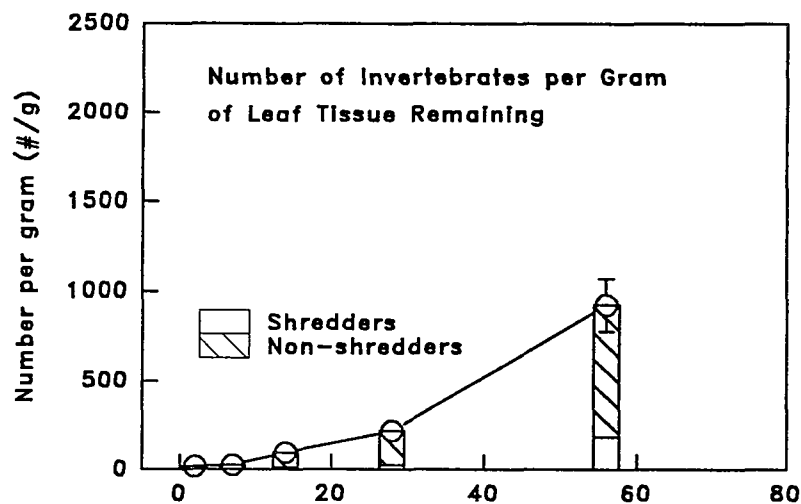 2500
2000
1500
1000
500
0
Number per gram (#/g)
Number of Invertebrates per Gram
of Leaf Tissue Remaining
Shredders
Non-shredders
0 20 40 60 80